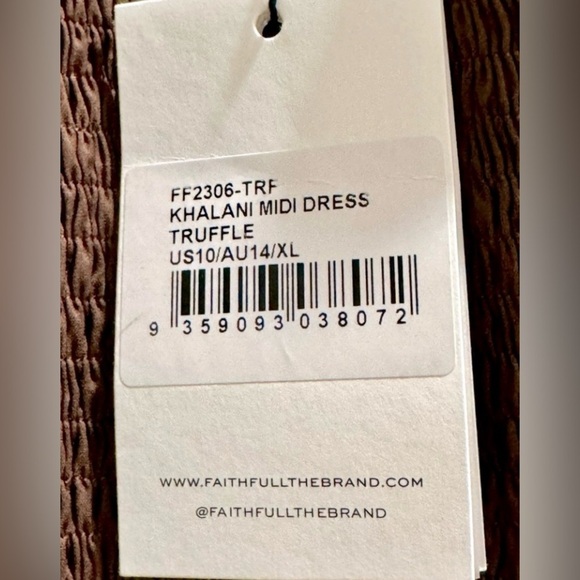 FF2306-TRF
KHALANI MIDI DRESS
TRUFFLE
US10/AU14/XL
9 359093 038072
WWW.FAITHFULLTHEBRAND.COM
@FAITHFULLTHEBRAND